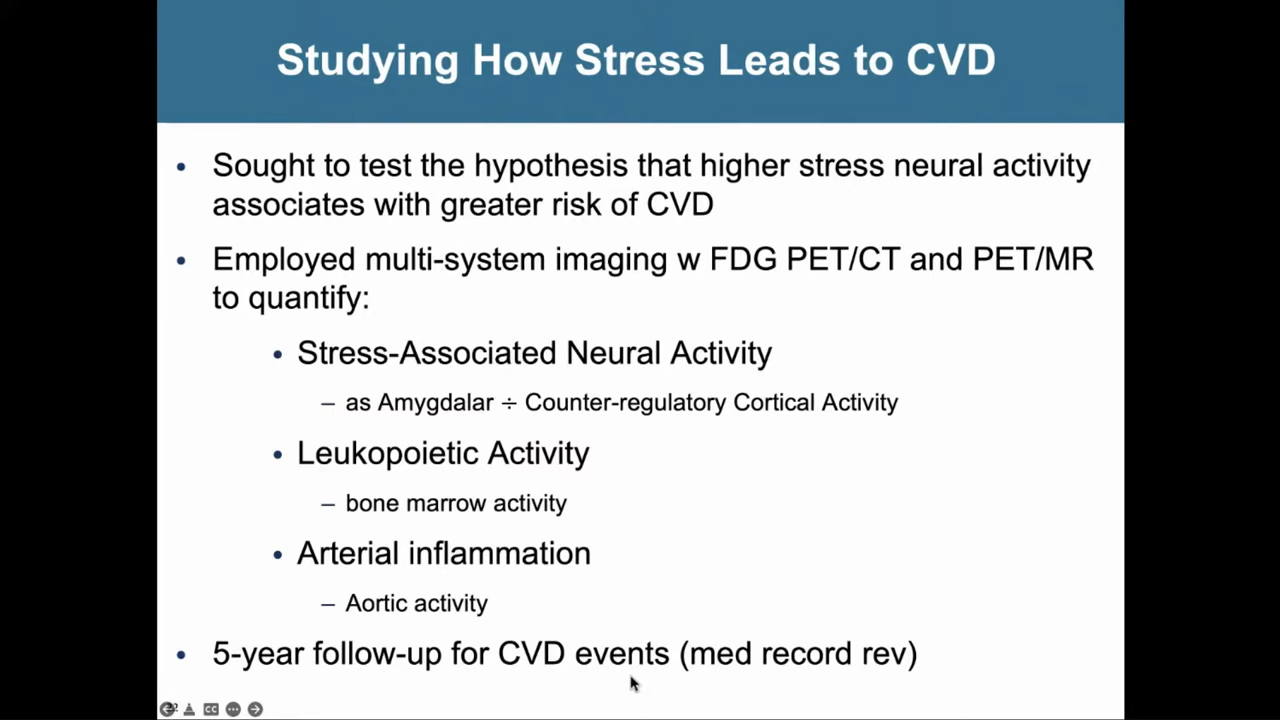 Studying How Stress Leads to CVD
• Sought to test the hypothesis that higher stress neural activity
associates with greater risk of CVD
• Employed multi-system imaging w FDG PET/CT and PET/MR
to quantify:
• Stress-Associated Neural Activity
– as Amygdalar ÷ Counter-regulatory Cortical Activity
• Leukopoietic Activity
– bone marrow activity
• Arterial inflammation
– Aortic activity
• 5-year follow-up for CVD events (med record rev)
CC